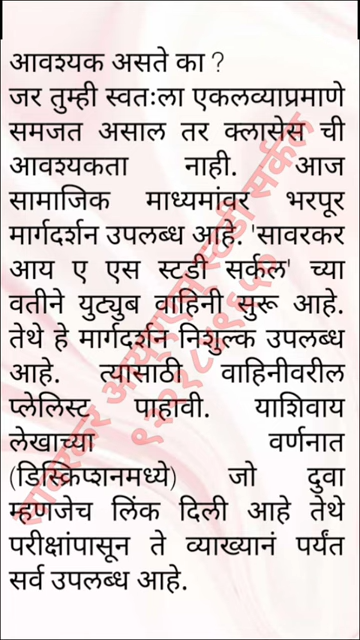 आवश्यक असते का ?
जर तुम्ही स्वतःला एकलव्याप्रमाणे
समजत असाल तर क्लासेस ची
आवश्यकता नाही. आज
सामाजिक माध्यमांवर भरपूर
मार्गदर्शन उपलब्ध आहे. 'सावरकर
आय ए एस स्टडी सर्कल' च्या
वतीने युट्युब वाहिनी सुरू आहे.
तेथे हे मार्गदर्शन निशुल्क उपलब्ध
आहे. त्यासाठी वाहिनीवरील
प्लेलिस्ट पाहावी. याशिवाय
लेखाच्या वर्णनात
(डिस्क्रिप्शनमध्ये) जो दुवा
म्हणजेच लिंक दिली आहे तेथे
परीक्षांपासून ते व्याख्यानं पर्यंत
सर्व उपलब्ध आहे.